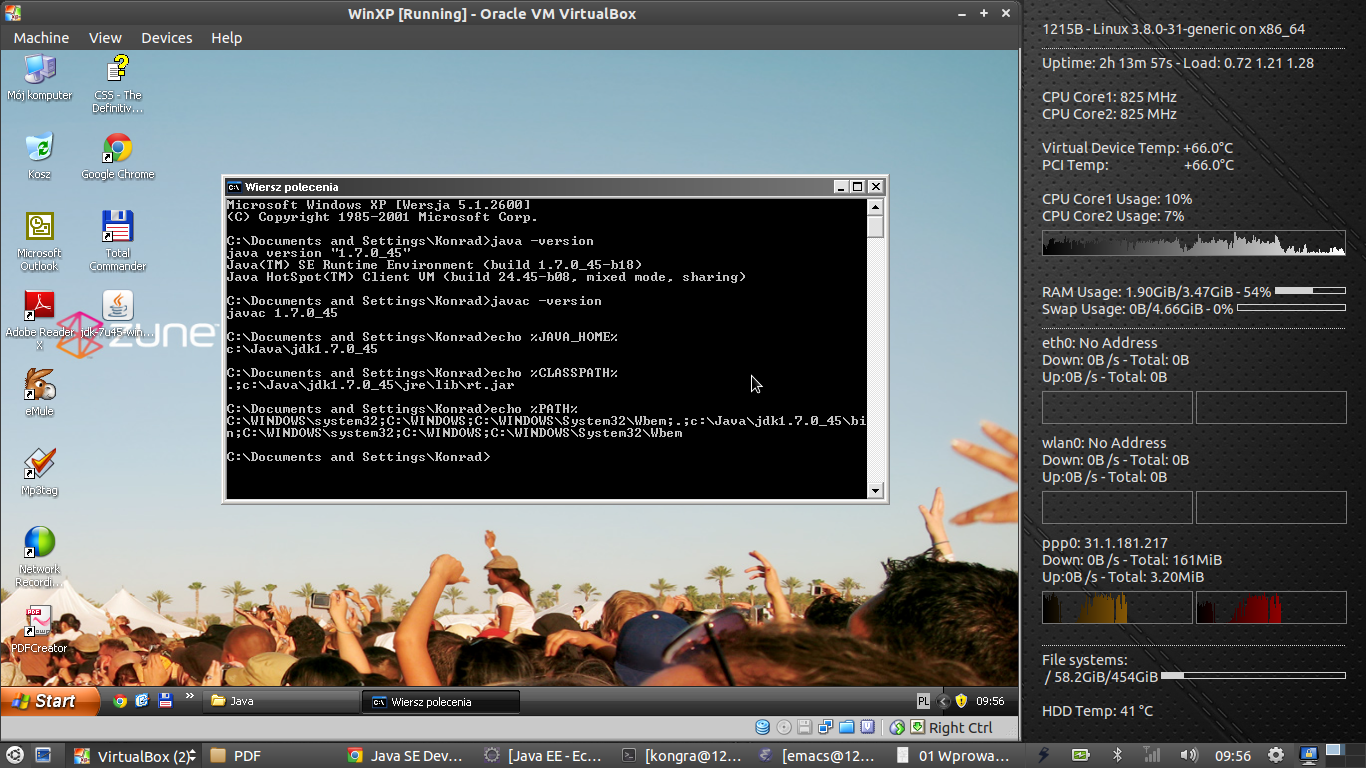 WinXP [Running] - Oracle VM VirtualBox
Machine View Devices Help
Mój komputer
CSS - The Definitiv...
Kosz
Google Chrome
Microsoft Outlook
Total Commander
Adobe Reader X
jdk-7u45-win...
zune™
eMule
Mp3tag
Network Recordi...
PDFCreator
PDF
Wiersz polecenia
Microsoft Windows XP [Wersja 5.1.2600]
(C) Copyright 1985-2001 Microsoft Corp.
C:\Documents and Settings\Konrad>java -version
java version "1.7.0_45"
Java(TM) SE Runtime Environment (build 1.7.0_45-b18)
Java HotSpot(TM) Client VM (build 24.45-b08, mixed mode, sharing)
C:\Documents and Settings\Konrad>javac -version
javac 1.7.0_45
C:\Documents and Settings\Konrad>echo %JAVA_HOME%
c:\Java\jdk1.7.0_45
C:\Documents and Settings\Konrad>echo %CLASSPATH%
.;c:\Java\jdk1.7.0_45\jre\lib\rt.jar
C:\Documents and Settings\Konrad>echo %PATH%
C:\WINDOWS\system32;C:\WINDOWS;C:\WINDOWS\System32\Wbem;.;c:\Java\jdk1.7.0_45\bi
n;C:\WINDOWS\system32;C:\WINDOWS;C:\WINDOWS\System32\Wbem
C:\Documents and Settings\Konrad>
Start
»
Java
Wiersz polecenia
PL
09:56
Right Ctrl
1215B - Linux 3.8.0-31-generic on x86_64
Uptime: 2h 13m 57s - Load: 0.72 1.21 1.28
CPU Core1: 825 MHz
CPU Core2: 825 MHz
Virtual Device Temp: +66.0°C
PCI Temp: +66.0°C
CPU Core1 Usage: 10%
CPU Core2 Usage: 7%
RAM Usage: 1.90GiB/3.47GiB - 54%
Swap Usage: 0B/4.66GiB - 0%
eth0: No Address
Down: 0B /s - Total: 0B
Up:0B /s - Total: 0B
wlan0: No Address
Down: 0B /s - Total: 0B
Up:0B /s - Total: 0B
ppp0: 31.1.181.217
Down: 0B /s - Total: 161MiB
Up:0B /s - Total: 3.20MiB
File systems:
/ 58.2GiB/454GiB
HDD Temp: 41 °C
VirtualBox (2)
PDF
Java SE Dev...
[Java EE - Ec...
[kongra@12...
[emacs@12...
01 Wprowa...
09:56